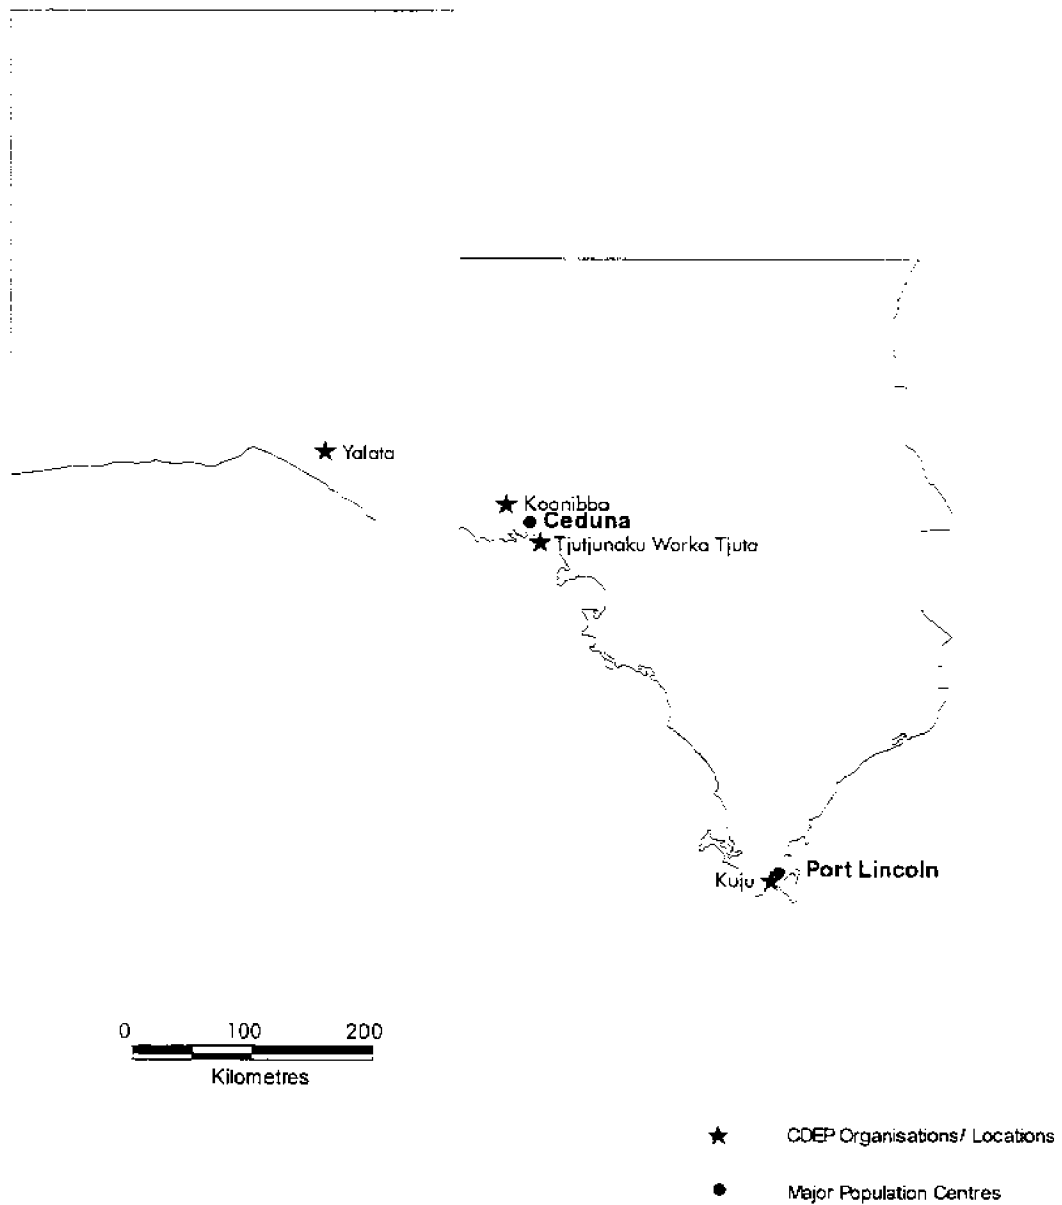 Yalata
Koonibba
Ceduna
Tjutjunaku Worka Tjuta
Port Lincoln
Kuju
0 100 200
Kilometres
CDEP Organisations/ Locations
Major Population Centres